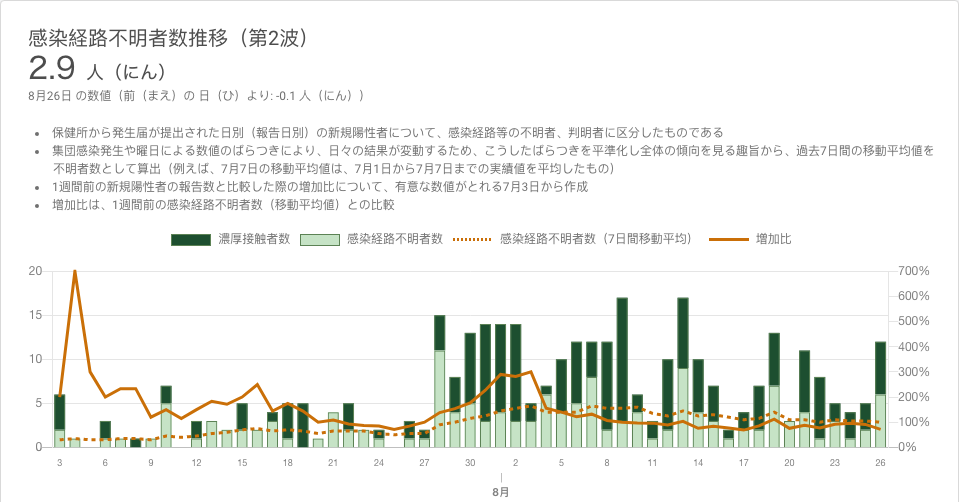 感染経路不明者数推移（第2波）
2.9 人（にん）
8月26日 の数値（前（まえ）の 日（ひ）より: -0.1 人（にん））
• 保健所から発生届が提出された日別（報告日別）の新規陽性者について、感染経路等の不明者、判明者に区分したものである
• 集団感染発生や曜日による数値のばらつきにより、日々の結果が変動するため、こうしたばらつきを平準化し全体の傾向を見る趣旨から、過去7日間の移動平均値を
不明者数として算出（例えば、7月7日の移動平均値は、7月1日から7月7日までの実績値を平均したもの）
• 1週間前の新規陽性者の報告数と比較した際の増加比について、有意な数値がとれる7月3日から作成
• 増加比は、1週間前の感染経路不明者数（移動平均値）との比較
濃厚接触者数 感染経路不明者数 感染経路不明者数（7日間移動平均） 増加比
20 700%
600%
15 500%
400%
10 300%
5 200%
100%
0 0%
3 6 9 12 15 18 21 24 27 30 2 5 8 11 14 17 20 23 26
8月